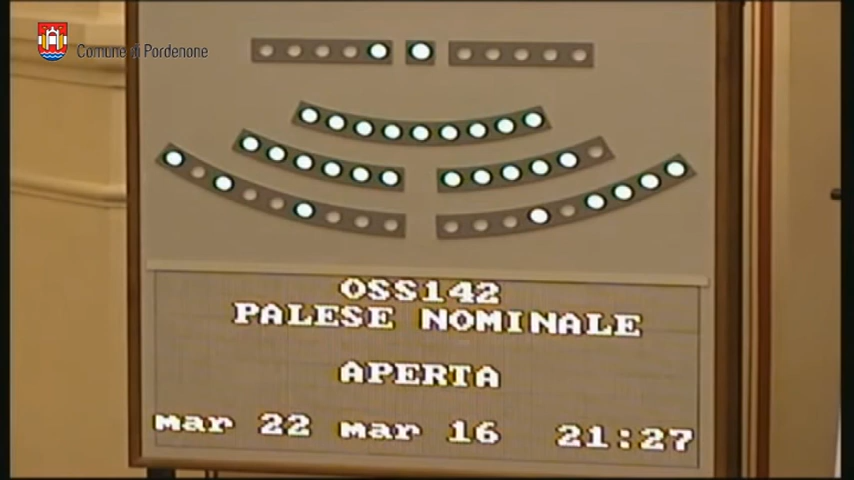 Comune di Pordenone
OSS142
PALESE NOMINALE
APERTA
mar 22 mar 16 21:27